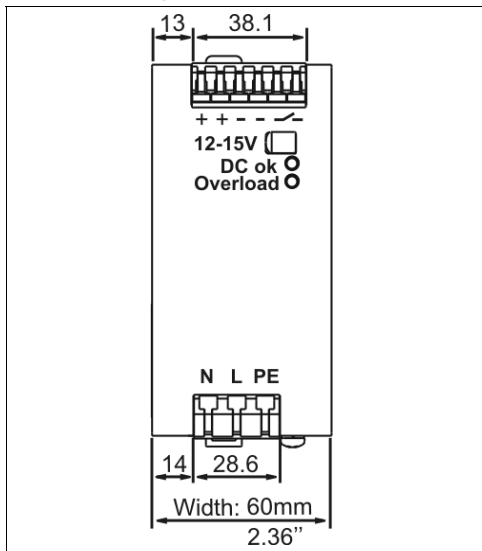 13 38.1
+ + - -
12-15V
DC ok
Overload
N L PE
14 28.6
Width: 60mm
2.36’’